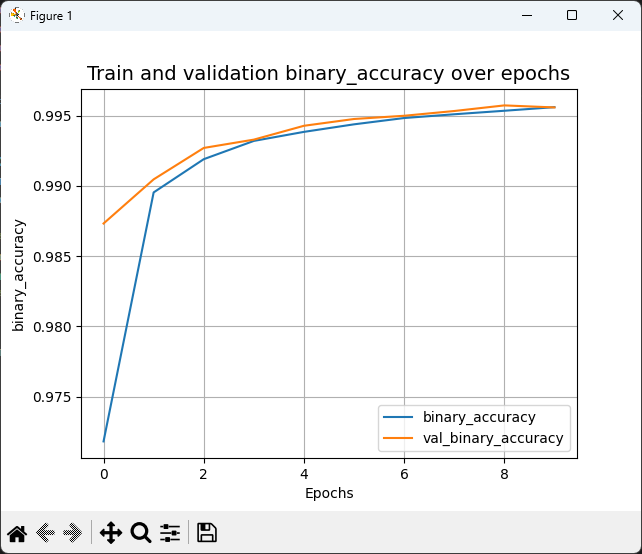 Figure 1
Train and validation binary_accuracy over epochs
0.995
0.990
0.985
0.980
0.975
binary_accuracy
binary_accuracy
val_binary_accuracy
0
2
4
6
8
Epochs